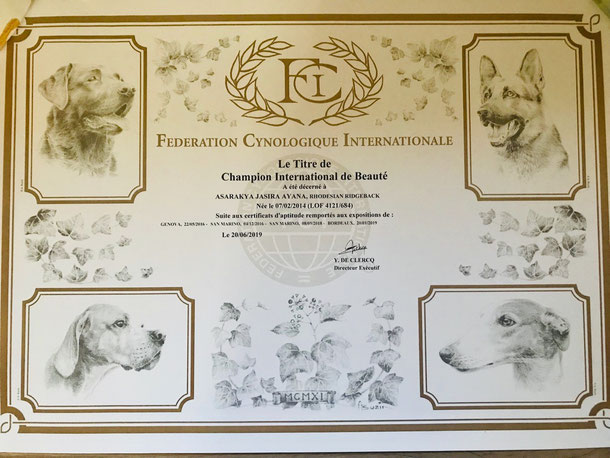 FCI
FEDERATION CYNOLOGIQUE INTERNATIONALE
Le Titre de
Champion International de Beauté
A été décerné à
ASARAKYA JASIRA AYANA, RHODESIAN RIDGEBACK
Née le 07/02/2014 (LOF 4121/684)
Suite aux certificats d'aptitude remportés aux expositions de :
GENOVA, 22/05/2016 - SAN MARINO, 04/12/2016 - SAN MARINO, 08/09/2018 - BORDEAUX, 26/05/2019
Le 20/06/2019
Y. DE CLERCQ
Directeur Exécutif
MCMXI